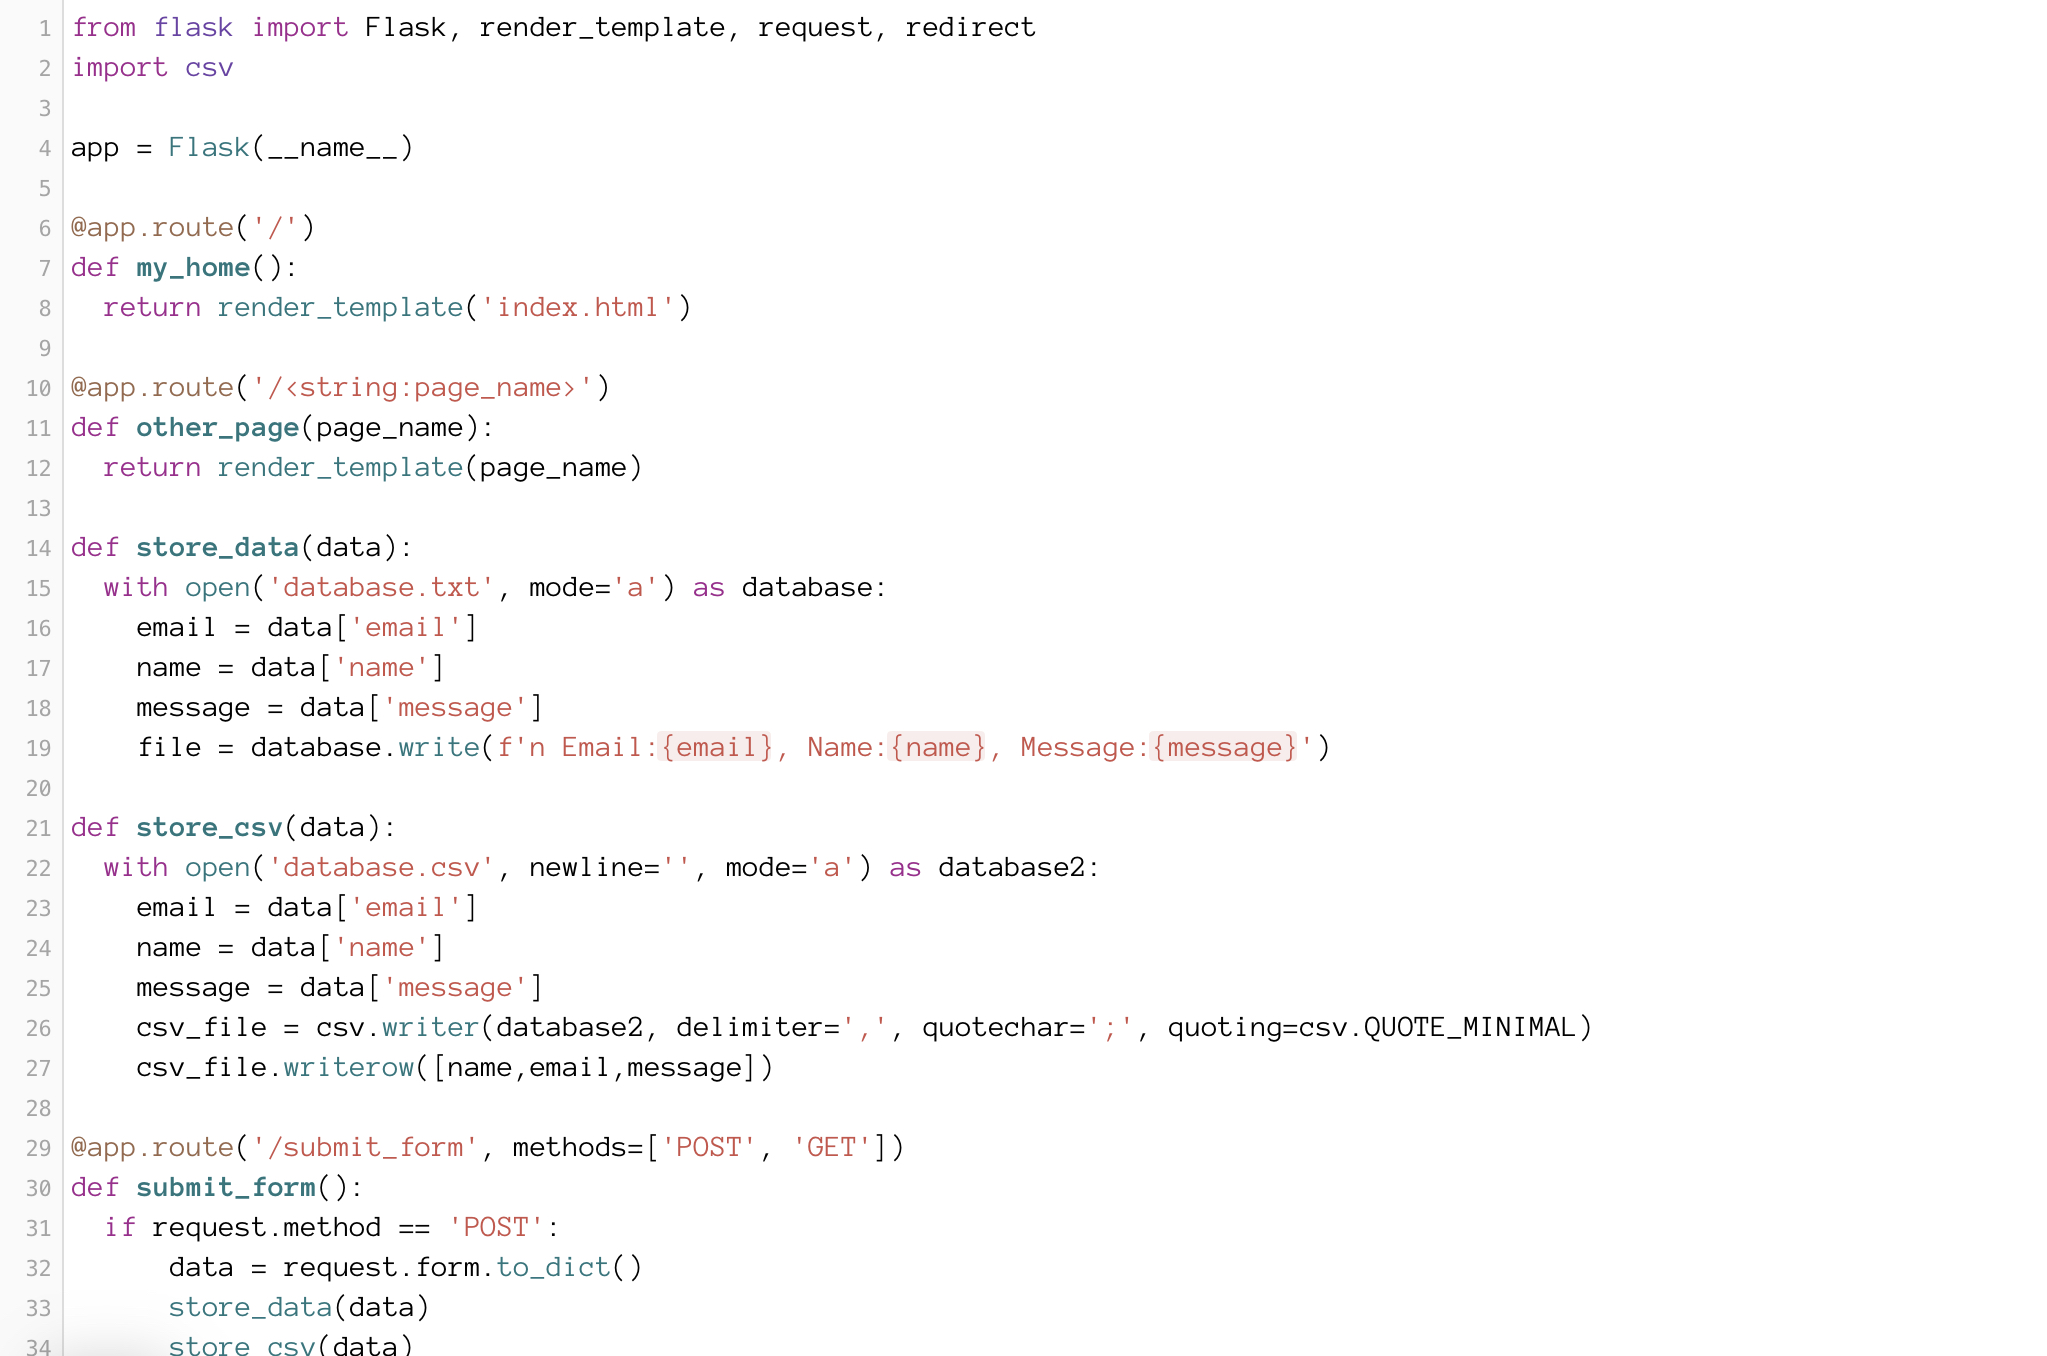 1 from flask import Flask, render_template, request, redirect
2 import csv
3
4 app = Flask(__name__)
5
6 @app.route('/')
7 def my_home():
8   return render_template('index.html')
9
10 @app.route('/<string:page_name>')
11 def other_page(page_name):
12   return render_template(page_name)
13
14 def store_data(data):
15   with open('database.txt', mode='a') as database:
16     email = data['email']
17     name = data['name']
18     message = data['message']
19     file = database.write(f'n Email:{email}, Name:{name}, Message:{message}')
20
21 def store_csv(data):
22   with open('database.csv', newline='', mode='a') as database2:
23     email = data['email']
24     name = data['name']
25     message = data['message']
26     csv_file = csv.writer(database2, delimiter=',', quotechar=';', quoting=csv.QUOTE_MINIMAL)
27     csv_file.writerow([name,email,message])
28
29 @app.route('/submit_form', methods=['POST', 'GET'])
30 def submit_form():
31   if request.method == 'POST':
32       data = request.form.to_dict()
33       store_data(data)
34       store_csv(data)